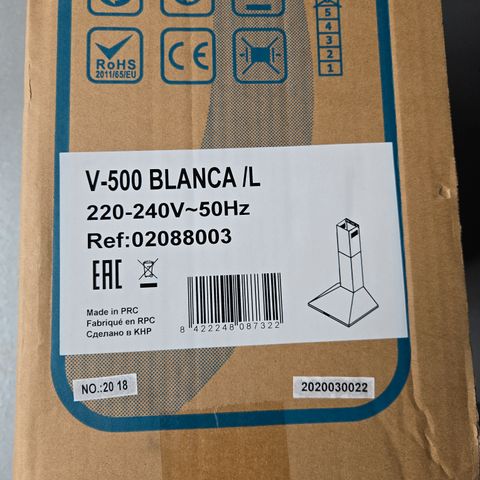 5
4
3
2
1
RoHS
2011/65/EU
CE
V-500 BLANCA /L
220-240V~50Hz
Ref:02088003
EAC
Made in PRC
Fabriqué en RPC
Сделано в КНР
8 422248 087322
NO.:20 18
2020030022